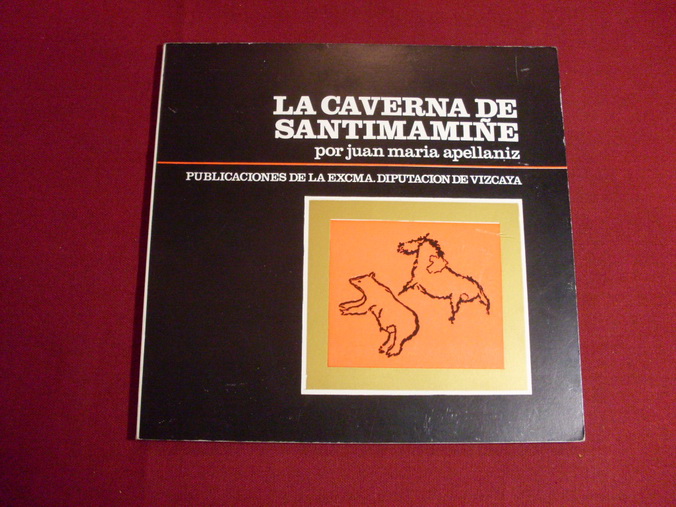 LA CAVERNA DE
SANTIMAMIÑE
por juan maria apellaniz
PUBLICACIONES DE LA EXCMA. DIPUTACION DE VIZCAYA